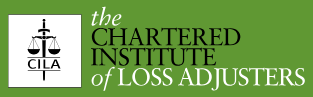 CILA
the
CHARTERED
INSTITUTE
of LOSS ADJUSTERS